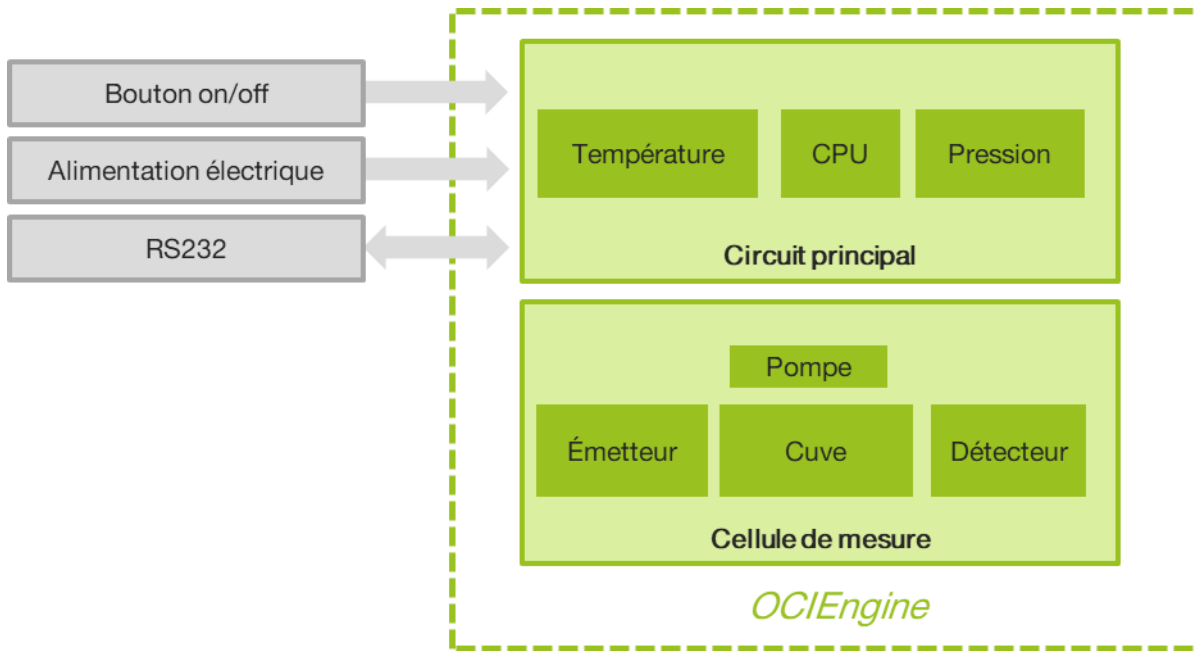 Bouton on/off
Alimentation électrique
RS232
Température
CPU
Pression
Circuit principal
Pompe
Émetteur
Cuve
Détecteur
Cellule de mesure
OCIEngine